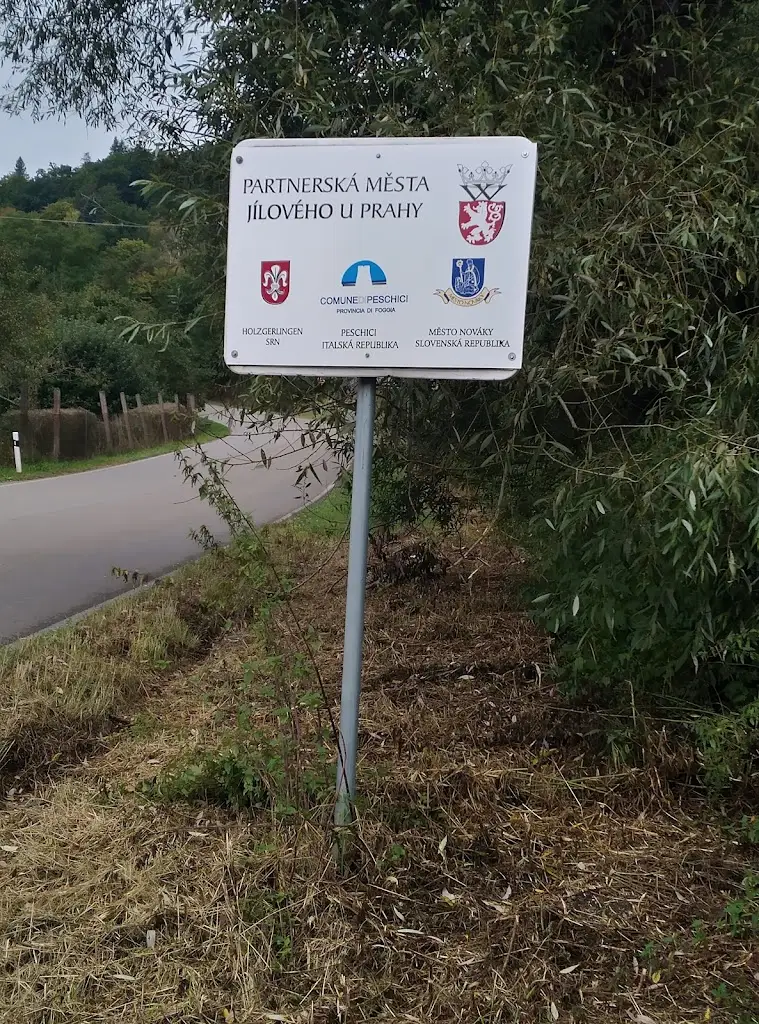 PARTNERSKÁ MĚSTA
JÍLOVÉHO U PRAHY
COMUNE DI PESCHICI
PROVINCIA DI FOGGIA
HOLZGERLINGEN
SRN
PESCHICI
ITALSKÁ REPUBLIKA
MĚSTO NOVÁKY
SLOVENSKÁ REPUBLIKA